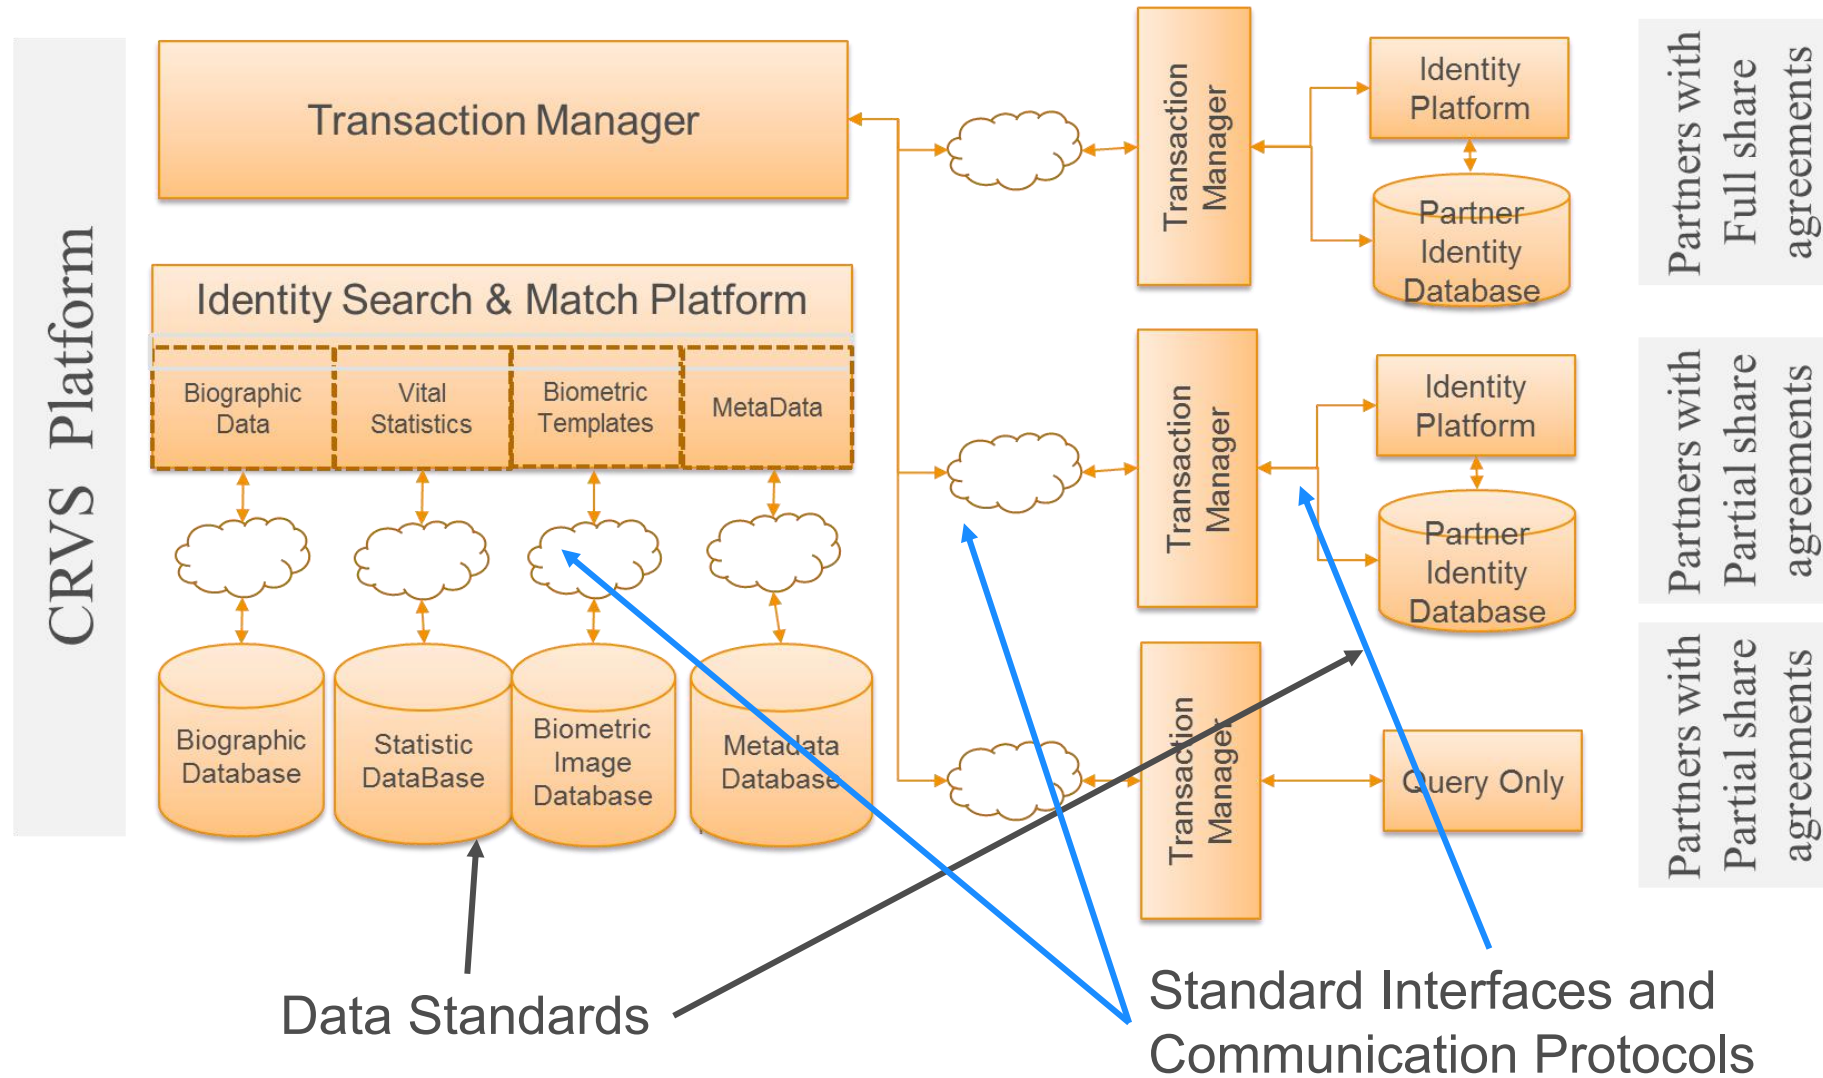 CRVS Platform
Transaction Manager
Identity Search & Match Platform
Biographic
Data
Vital
Statistics
Biometric
Templates
MetaData
Biographic
Database
Statistic
DataBase
Biometric
Image
Database
Metadata
Database
Transaction
Manager
Identity
Platform
Partner
Identity
Database
Partners with
Full share
agreements
Transaction
Manager
Identity
Platform
Partner
Identity
Database
Partners with
Partial share
agreements
Transaction
Manager
Query Only
Partners with
Partial share
agreements
Data Standards
Standard Interfaces and
Communication Protocols